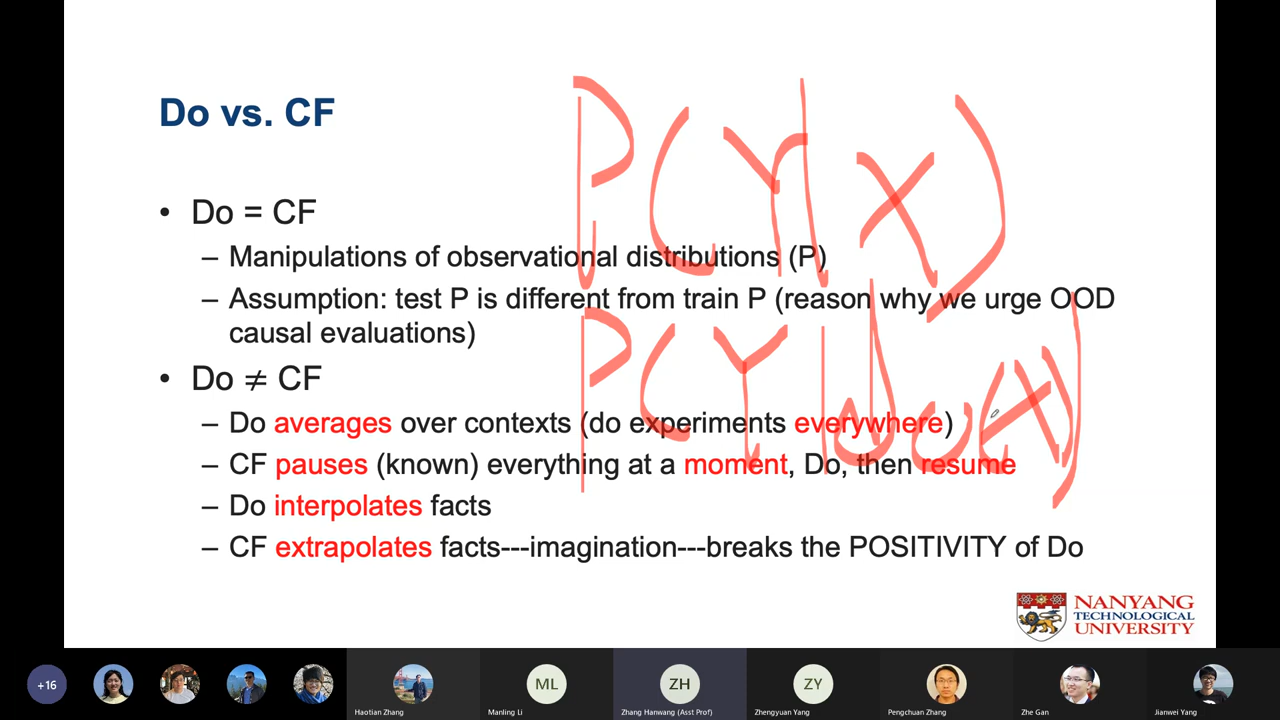 Do vs. CF
P(Y|X)
• Do = CF
– Manipulations of observational distributions (P)
– Assumption: test P is different from train P (reason why we urge OOD
causal evaluations)
P(Y|do(X)
• Do ≠ CF
– Do averages over contexts (do experiments everywhere)
– CF pauses (known) everything at a moment, Do, then resume
– Do interpolates facts
– CF extrapolates facts---imagination---breaks the POSITIVITY of Do
NANYANG
TECHNOLOGICAL
UNIVERSITY
+16
ML
ZH
ZY
Haotian Zhang
Manling Li
Zhang Hanwang (Asst Prof)
Zhengyuan Yang
Pengchuan Zhang
Zhe Gan
Jianwei Yang